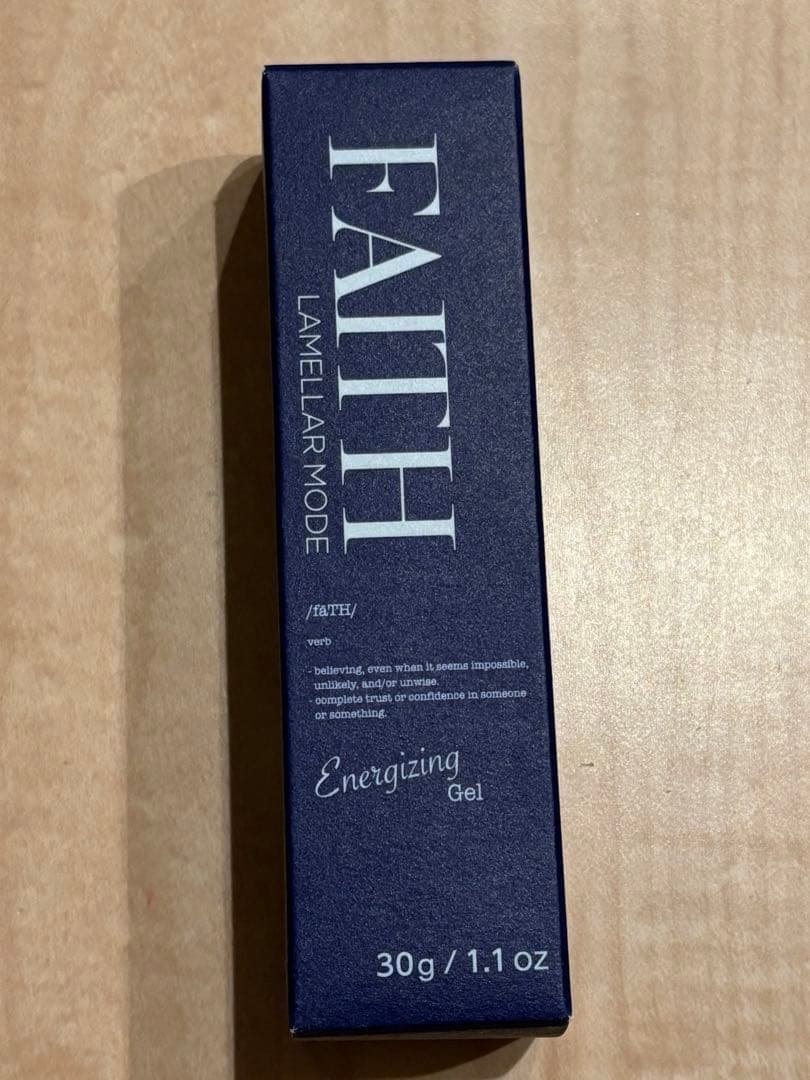 FAITH
LAMELLAR MODE
/fāTH/
verb
- believing, even when it seems impossible,
unlikely, and/or unwise.
- complete trust or confidence in someone
or something.
Energizing
Gel
30g / 1.1 oz